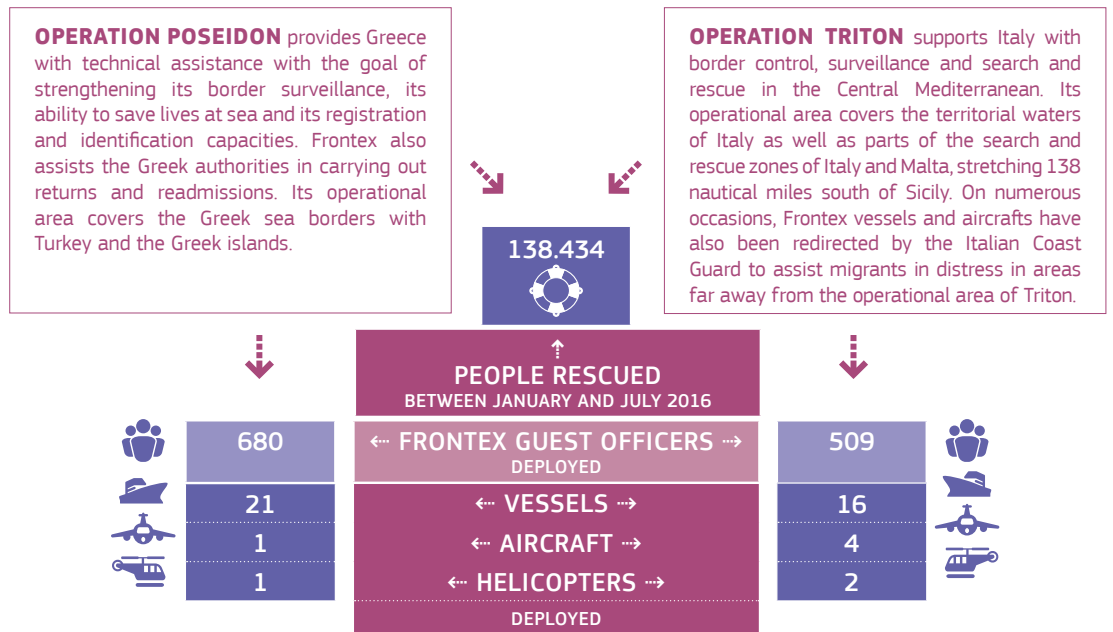 OPERATION POSEIDON provides Greece
with technical assistance with the goal of
strengthening its border surveillance, its
ability to save lives at sea and its registration
and identification capacities. Frontex also
assists the Greek authorities in carrying out
returns and readmissions. Its operational
area covers the Greek sea borders with
Turkey and the Greek islands.
OPERATION TRITON supports Italy with
border control, surveillance and search and
rescue in the Central Mediterranean. Its
operational area covers the territorial waters
of Italy as well as parts of the search and
rescue zones of Italy and Malta, stretching 138
nautical miles south of Sicily. On numerous
occasions, Frontex vessels and aircrafts have
also been redirected by the Italian Coast
Guard to assist migrants in distress in areas
far away from the operational area of Triton.
138.434
PEOPLE RESCUED
BETWEEN JANUARY AND JULY 2016
680 FRONTEX GUEST OFFICERS 509
DEPLOYED
21 VESSELS 16
1 AIRCRAFT 4
1 HELICOPTERS 2
DEPLOYED